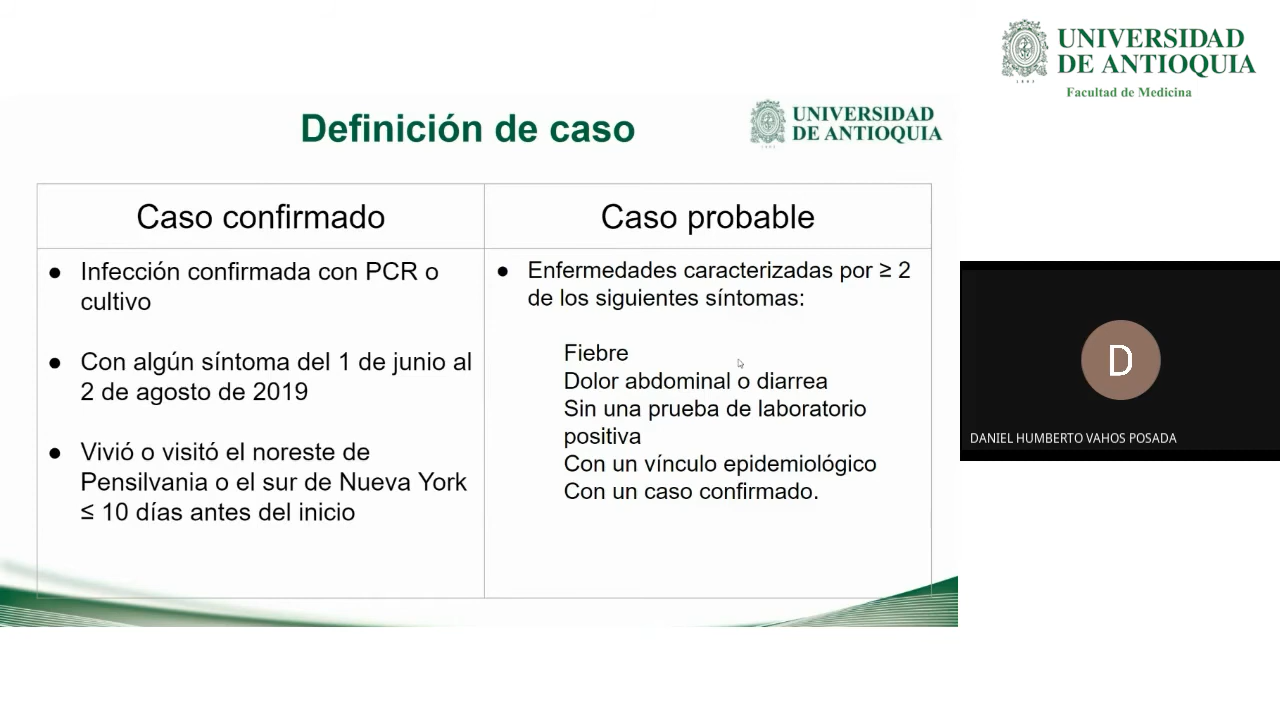 UNIVERSIDAD
DE ANTIOQUIA
1803
Facultad de Medicina
Definición de caso
UNIVERSIDAD
DE ANTIOQUIA
Caso confirmado
● Infección confirmada con PCR o
cultivo
● Con algún síntoma del 1 de junio al
2 de agosto de 2019
● Vivió o visitó el noreste de
Pensilvania o el sur de Nueva York
≤ 10 días antes del inicio
Caso probable
● Enfermedades caracterizadas por ≥ 2
de los siguientes síntomas:
Fiebre
Dolor abdominal o diarrea
Sin una prueba de laboratorio
positiva
Con un vínculo epidemiológico
Con un caso confirmado.
D
DANIEL HUMBERTO VAHOS POSADA